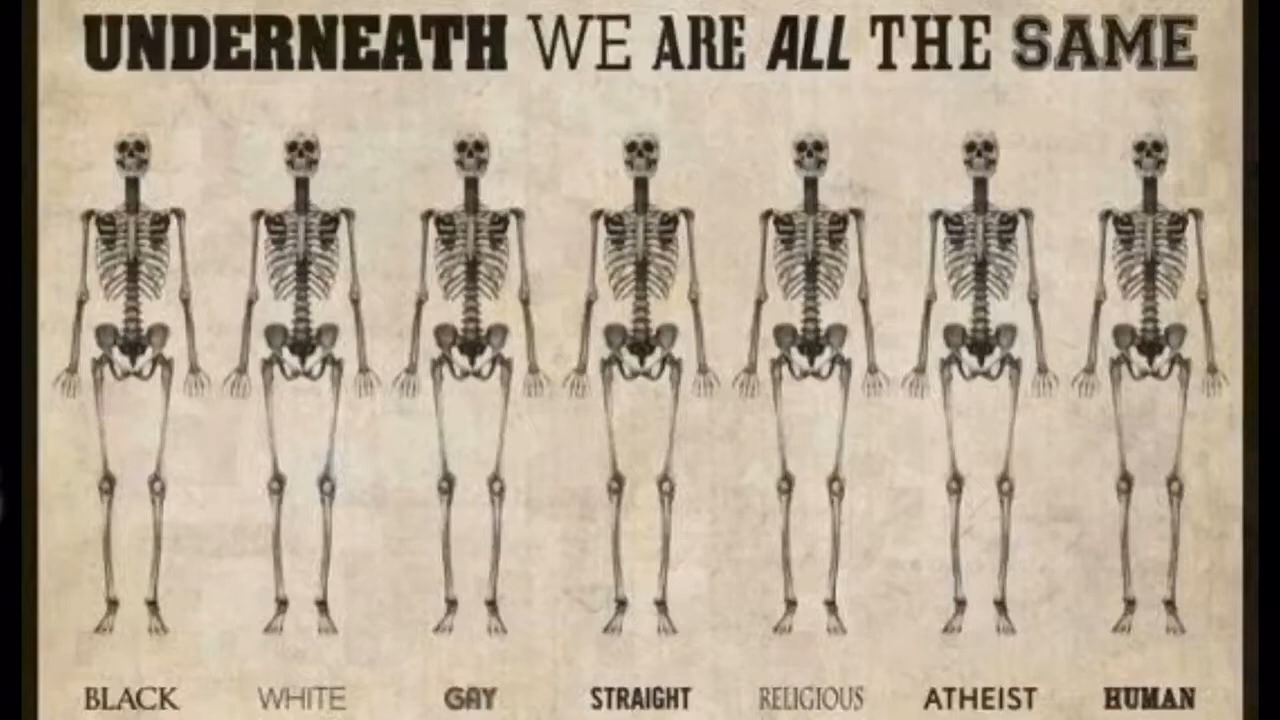 UNDERNEATH WE ARE ALL THE SAME
BLACK WHITE GAY STRAIGHT RELIGIOUS ATHEIST HUMAN